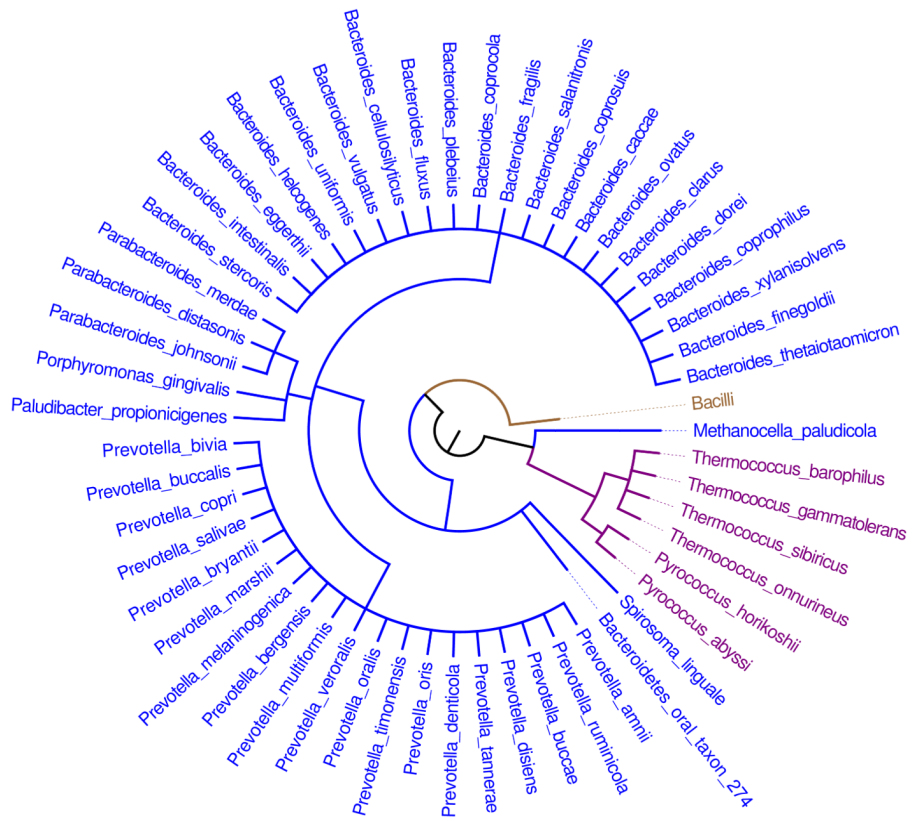 Bacteroides_cellulosilyticus
Bacteroides_fluxus
Bacteroides_plebeius
Bacteroides_coprocola
Bacteroides_fragilis
Bacteroides_salanitronis
Bacteroides_coprosuis
Bacteroides_caccae
Bacteroides_ovatus
Bacteroides_clarus
Bacteroides_dorei
Bacteroides_coprophilus
Bacteroides_xylanisolvens
Bacteroides_finegoldii
Bacteroides_thetaiotaomicron
Bacilli
Methanocella_paludicola
Thermococcus_barophilus
Thermococcus_gammatolerans
Thermococcus_sibiricus
Thermococcus_onnurineus
Pyrococcus_horikoshii
Pyrococcus_abyssi
Spirosoma_linguale
Bacteroidetes_oral_taxon_274
Prevotella_amnii
Prevotella_ruminicola
Prevotella_buccae
Prevotella_disiens
Prevotella_tannerae
Prevotella_denticola
Prevotella_oris
Prevotella_timonensis
Prevotella_oralis
Prevotella_veroralis
Prevotella_multiformis
Prevotella_bergensis
Prevotella_melaninogenica
Prevotella_marshii
Prevotella_bryantii
Prevotella_salivae
Prevotella_copri
Prevotella_buccalis
Prevotella_bivia
Paludibacter_propionicigenes
Porphyromonas_gingivalis
Parabacteroides_johnsonii
Parabacteroides_distasonis
Parabacteroides_merdae
Bacteroides_stercoris
Bacteroides_intestinalis
Bacteroides_eggerthii
Bacteroides_helcogenes
Bacteroides_uniformis
Bacteroides_vulgatus